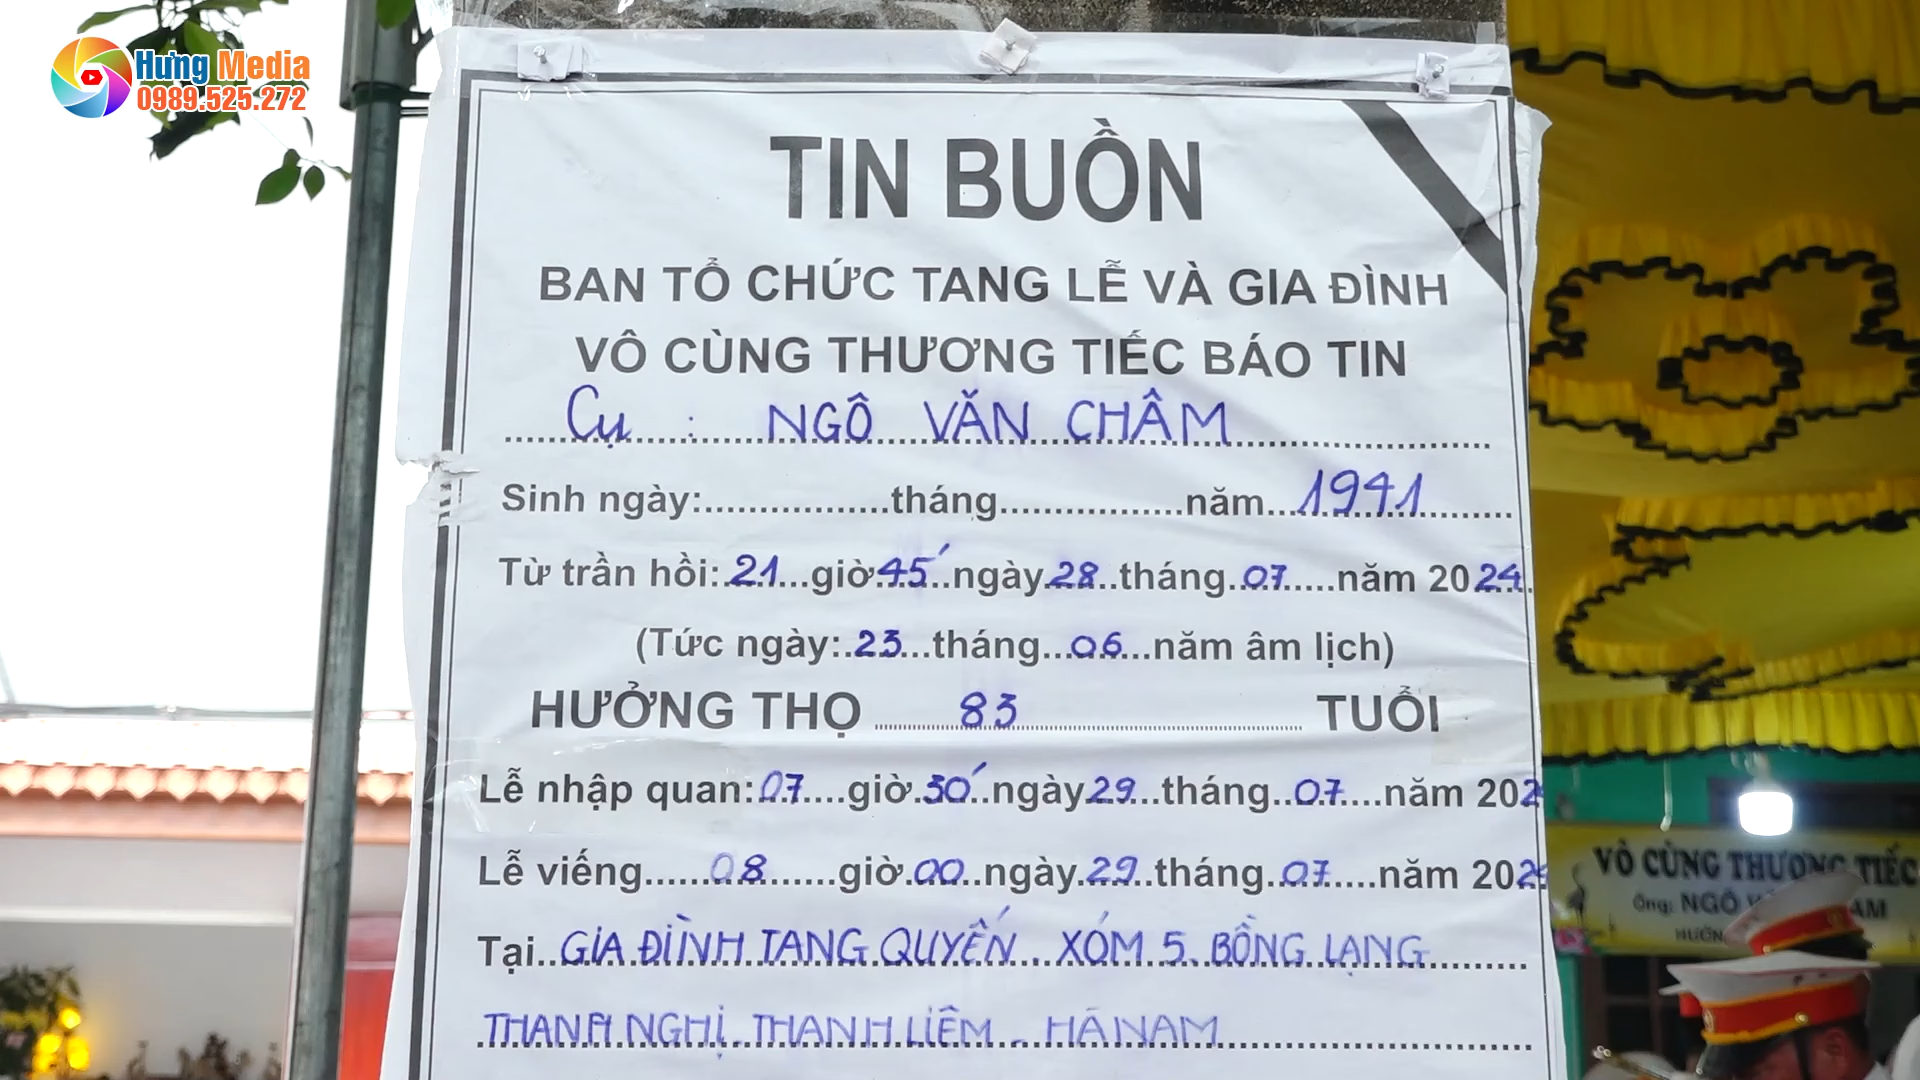 Hưng Media
0989.525.272
TIN BUỒN
BAN TỔ CHỨC TANG LỄ VÀ GIA ĐÌNH
VÔ CÙNG THƯƠNG TIẾC BÁO TIN
Cụ : NGÔ VĂN CHÂM
Sinh ngày:.................tháng.................năm...1941
Từ trần hồi: 21...giờ 45´..ngày 28..tháng..07.....năm 2024
(Tức ngày:.23...tháng...06...năm âm lịch)
HƯỞNG THỌ 83 TUỔI
Lễ nhập quan: 07....giờ.30´..ngày 29...tháng..07....năm 202
Lễ viếng......08.......giờ.00..ngày.29..tháng..07.....năm 202
Tại..GIA ĐÌNH TANG QUYẾN...XÓM 5. BỒNG LẠNG
THANH NGHỊ. THANH LIÊM - HÀ NAM
VÔ CÙNG THƯƠNG TIẾC
Ông: NGÔ